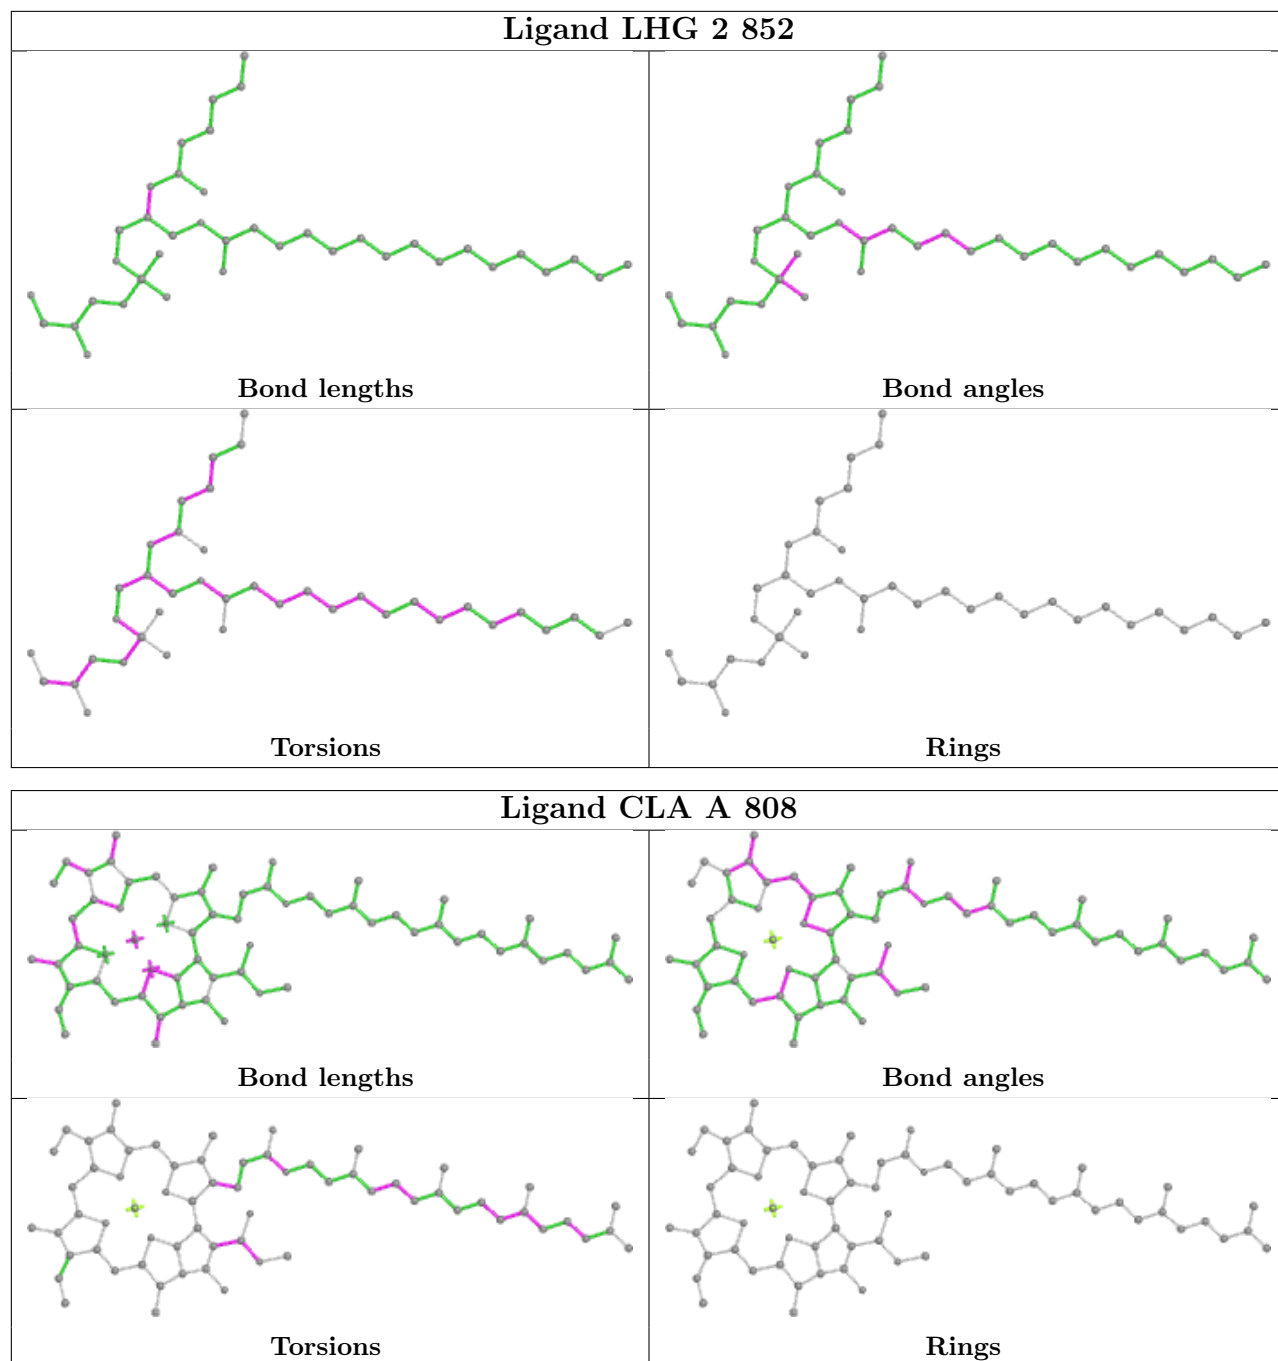 Ligand LHG 2 852
Bond lengths
Bond angles
Torsions
Rings
Ligand CLA A 808
Bond lengths
Bond angles
Torsions
Rings